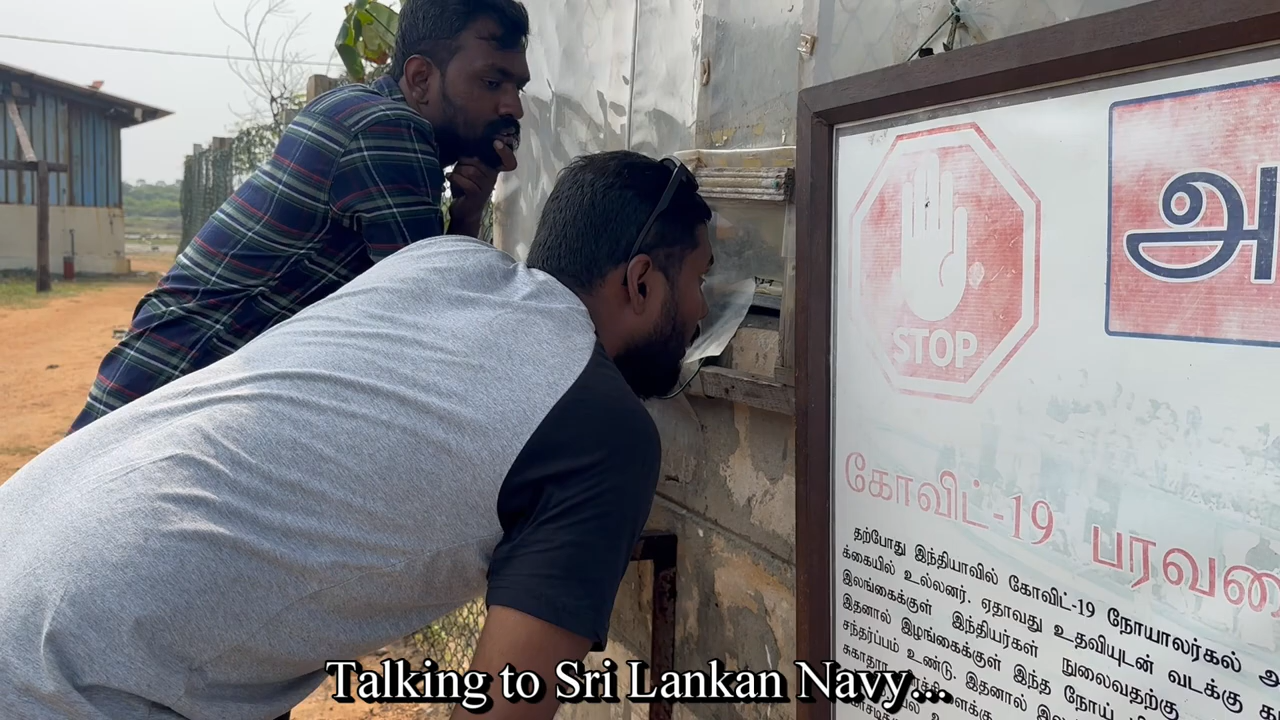 STOP
அ
கோவிட்-19 பரவ
தற்போது இந்தியாவில் கோவிட்-19 நோயாலர்கல்
க்கையில் உல்லனர். ஏதாவது உதவியுடன் வடக்கு
இலங்கைக்குள் இந்தியர்கள் நுலைவதற்கு
இதனால் இழங்கைக்குள் இந்த நோய்
சந்தர்ப்பம் உண்டு. இதனால்
சுகாதார
Talking to Sri Lankan Navy...